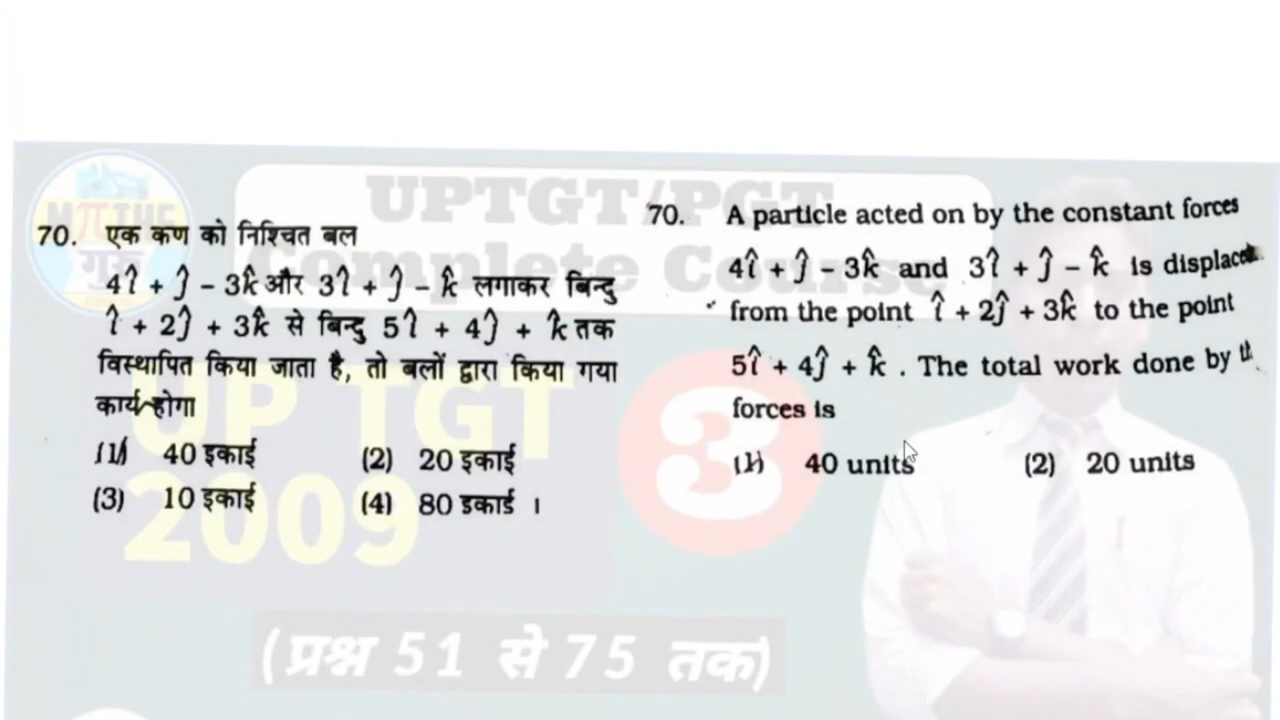 MπTHS
गुरु
UPTGT/PGT
Complete Course
70. एक कण को निश्चित बल
4î + ĵ – 3k̂ और 3î + ĵ – k̂ लगाकर बिन्दु
î + 2ĵ + 3k̂ से बिन्दु 5î + 4ĵ + k̂ तक
विस्थापित किया जाता है, तो बलों द्वारा किया गया
कार्य होगा
(1) 40 इकाई (2) 20 इकाई
(3) 10 इकाई (4) 80 इकाई ।
70. A particle acted on by the constant forces
4î + ĵ – 3k̂ and 3î + ĵ – k̂ is displaced
from the point î + 2ĵ + 3k̂ to the point
5î + 4ĵ + k̂ . The total work done by th
forces is
(1) 40 units (2) 20 units
UP TGT
2009
3
(प्रश्न 51 से 75 तक)